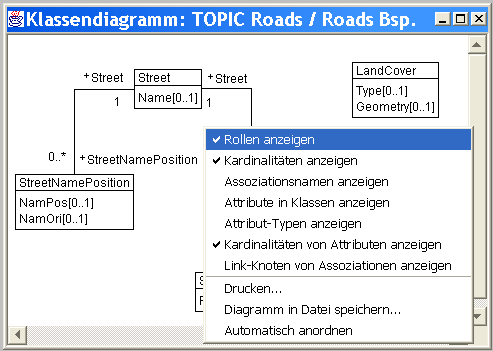 Klassendiagramm: TOPIC Roads / Roads Bsp.
+Street
Street
+Street
LandCover
1
Name[0..1]
1
Type[0..1]
Geometry[0..1]
0..*
+StreetNamePosition
StreetNamePosition
NamPos[0..1]
NamOri[0..1]
Rollen anzeigen
Kardinalitäten anzeigen
Assoziationsnamen anzeigen
Attribute in Klassen anzeigen
Attribut-Typen anzeigen
Kardinalitäten von Attributen anzeigen
Link-Knoten von Assoziationen anzeigen
Drucken...
Diagramm in Datei speichern...
Automatisch anordnen